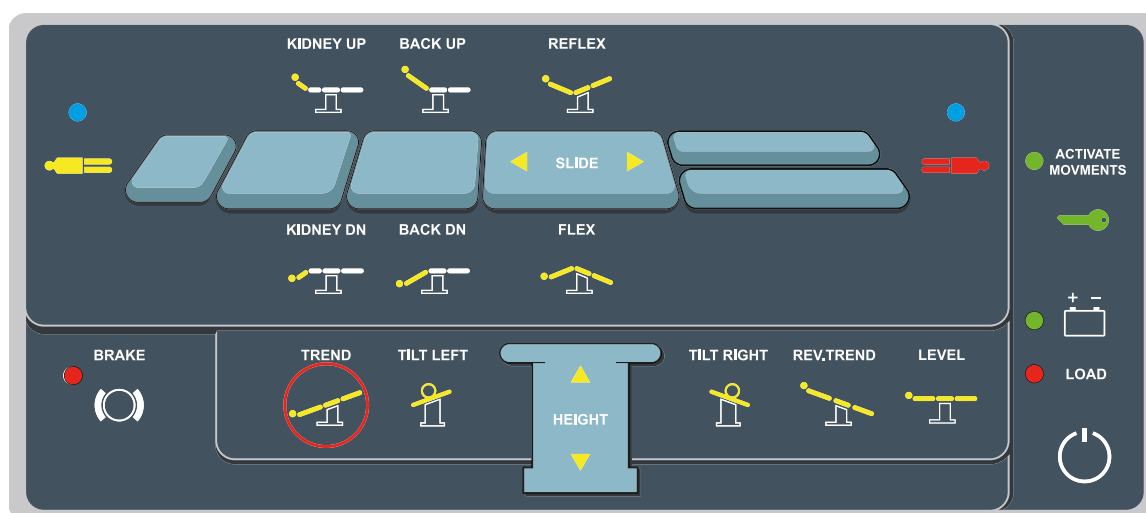 KIDNEY UP
BACK UP
REFLEX
SLIDE
ACTIVATE
MOVMENTS
KIDNEY DN
BACK DN
FLEX
+ −
BRAKE
TREND
TILT LEFT
HEIGHT
TILT RIGHT
REV.TREND
LEVEL
LOAD